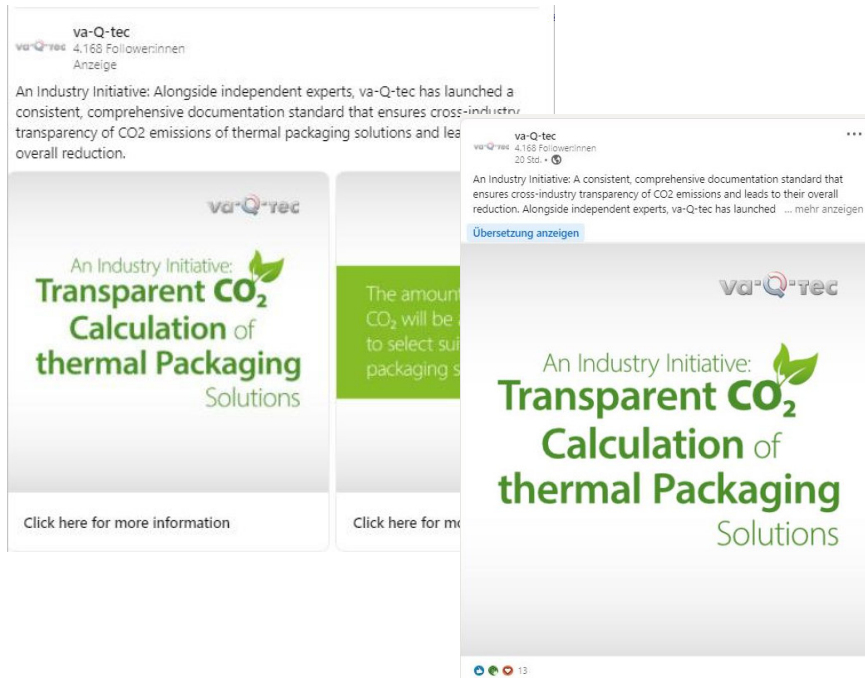 va-Q-tec
va-Q-tec 4.168 Follower:innen
Anzeige
An Industry Initiative: Alongside independent experts, va-Q-tec has launched a
consistent, comprehensive documentation standard that ensures cross-industry
transparency of CO2 emissions of thermal packaging solutions and
overall reduction.
va-Q-tec
An Industry Initiative:
Transparent CO₂
Calculation of
thermal Packaging
Solutions
Click here for more information
The amount
CO₂ will be
to select
packaging
Click here for
va-Q-tec
va-Q-tec 4.168 Follower:innen
20 Std. •
...
An Industry Initiative: A consistent, comprehensive documentation standard that
ensures cross-industry transparency of CO2 emissions and leads to their overall
reduction. Alongside independent experts, va-Q-tec has launched ... mehr anzeigen
Übersetzung anzeigen
va-Q-tec
An Industry Initiative:
Transparent CO₂
Calculation of
thermal Packaging
Solutions
13